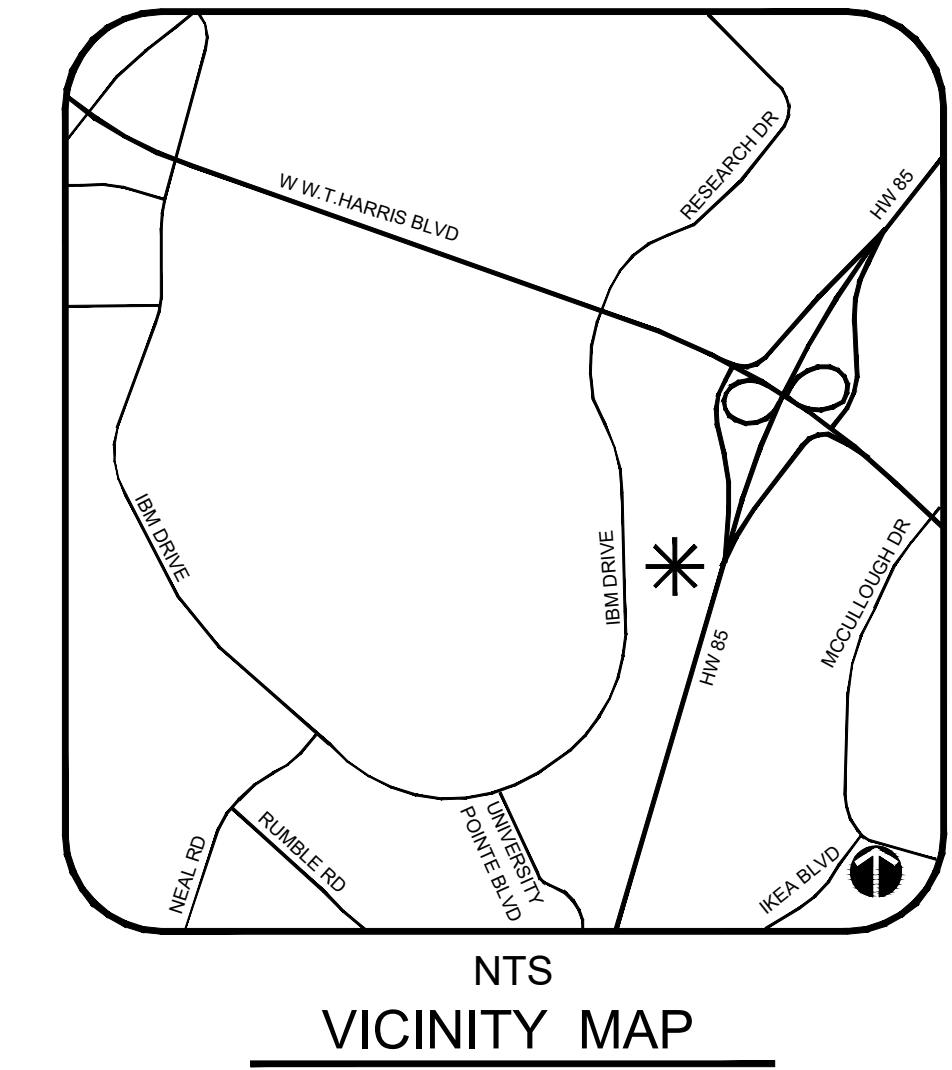 RESEARCH DR
HW 85
W W.T.HARRIS BLVD
IBM DRIVE
IBM DRIVE
MCCULLOUGH DR
HW 85
NEAL RD
RUMBLE RD
UNIVERSITY
POINTE BLVD
IKEA BLVD
NTS
VICINITY MAP